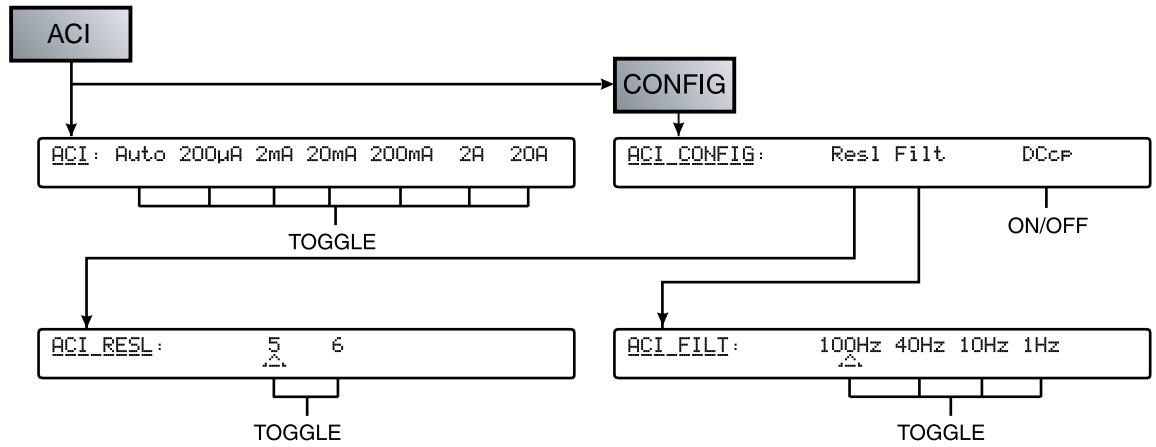 ACI
CONFIG
ACI: Auto 200µA 2mA 20mA 200mA 2A 20A
TOGGLE
ACI_CONFIG: Resl Filt DCcp
ON/OFF
ACI_RESL: 5 6
TOGGLE
ACI_FILT: 100Hz 40Hz 10Hz 1Hz
TOGGLE